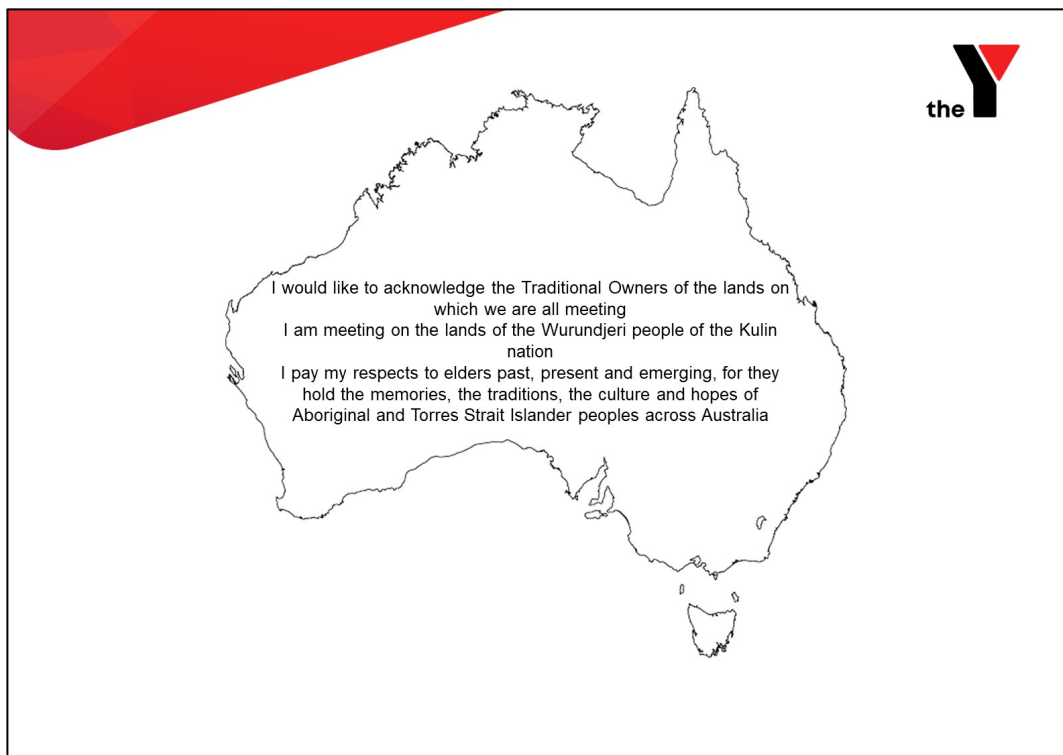 the Y
I would like to acknowledge the Traditional Owners of the lands on
which we are all meeting
I am meeting on the lands of the Wurundjeri people of the Kulin
nation
I pay my respects to elders past, present and emerging, for they
hold the memories, the traditions, the culture and hopes of
Aboriginal and Torres Strait Islander peoples across Australia